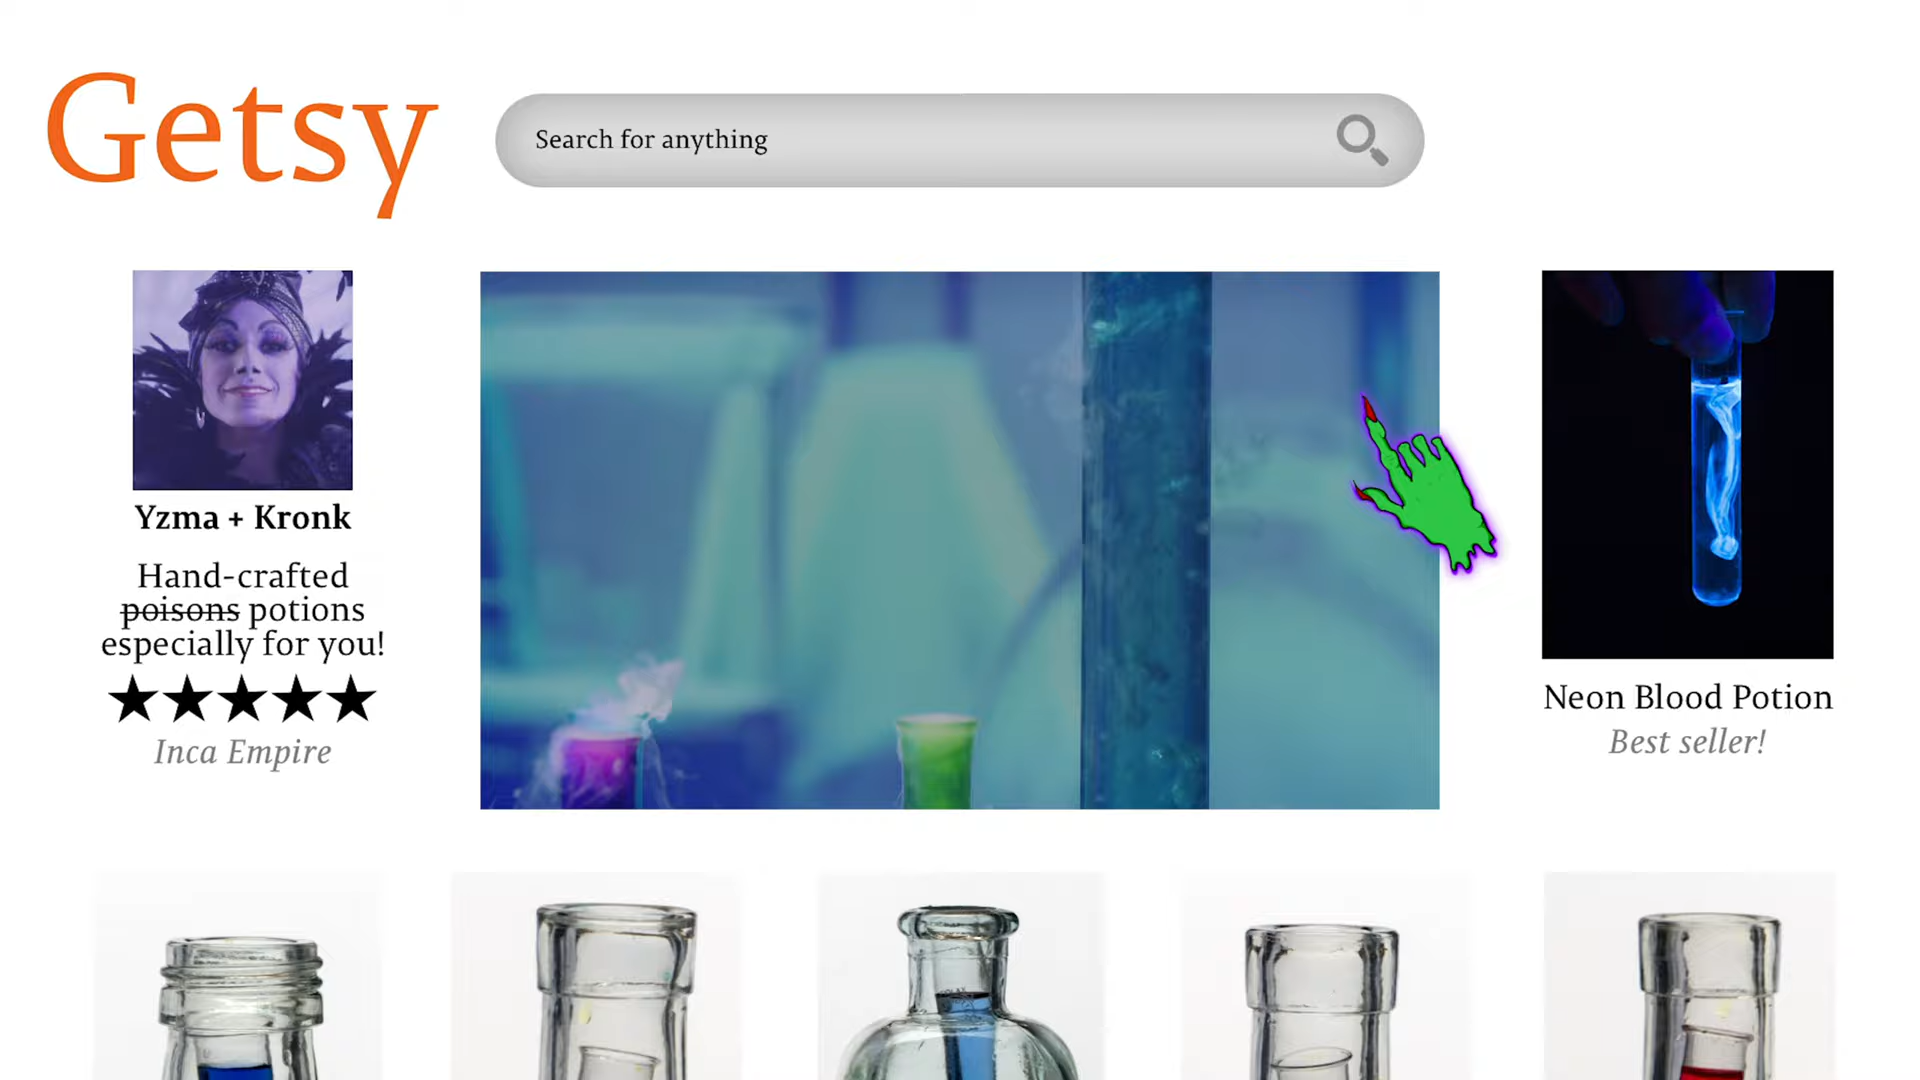 Getsy
Search for anything
Yzma + Kronk
Hand-crafted
poisons potions
especially for you!
Inca Empire
Neon Blood Potion
Best seller!